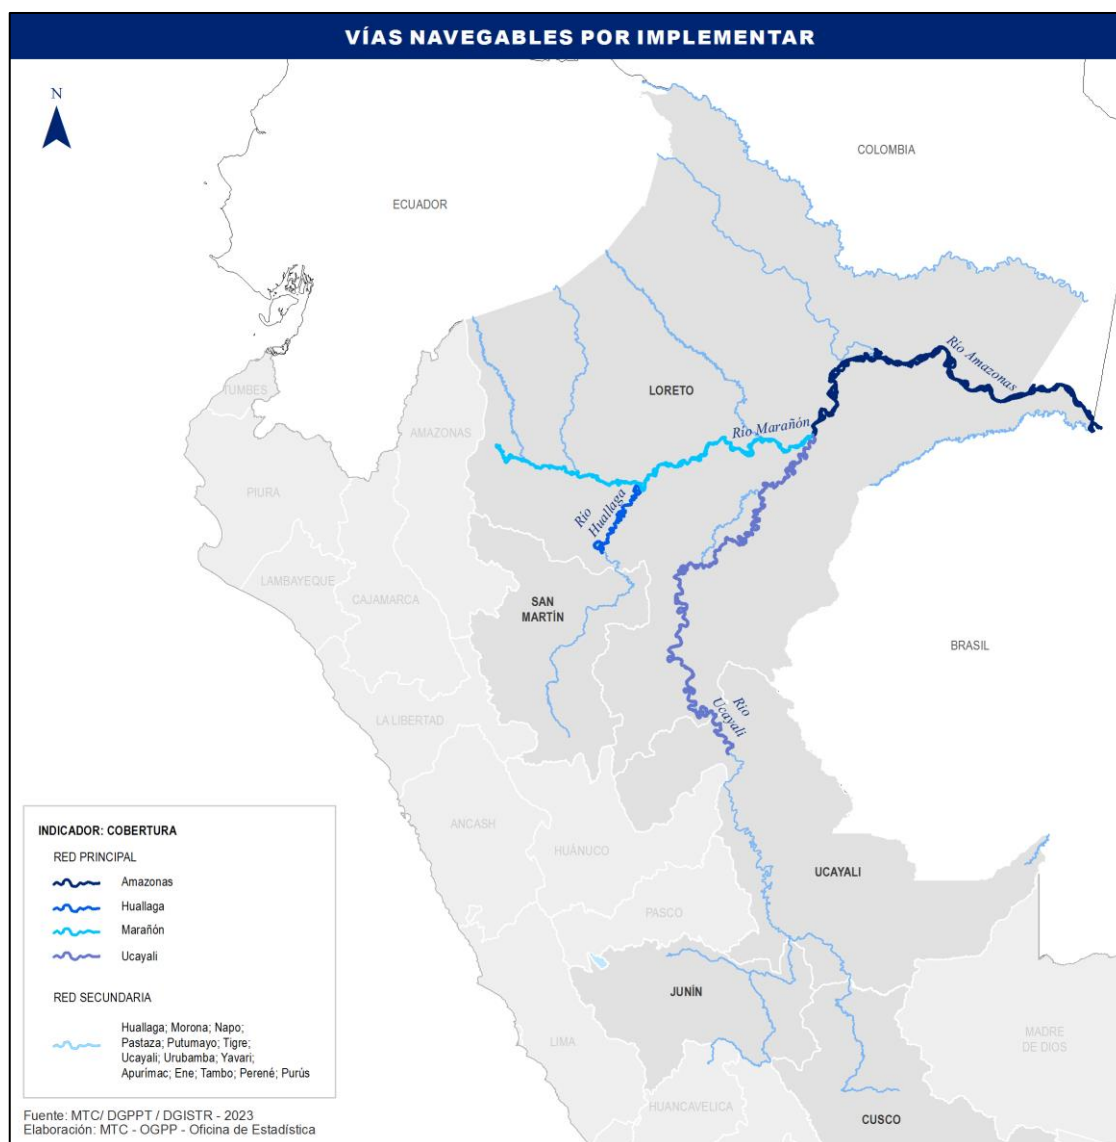 VÍAS NAVEGABLES POR IMPLEMENTAR
N
COLOMBIA
ECUADOR
Río Amazonas
TUMBES
LORETO
Río Marañón
AMAZONAS
PIURA
Río
Huallaga
LAMBAYEQUE
CAJAMARCA
SAN
MARTÍN
BRASIL
LA LIBERTAD
Río
Ucayali
ANCASH
HUÁNUCO
UCAYALI
PASCO
JUNÍN
LIMA
MADRE
DE DIOS
HUANCAVELICA
CUSCO
INDICADOR: COBERTURA
RED PRINCIPAL
Amazonas
Huallaga
Marañón
Ucayali
RED SECUNDARIA
Huallaga; Morona; Napo;
Pastaza; Putumayo; Tigre;
Ucayali; Urubamba; Yavari;
Apurímac; Ene; Tambo; Perené; Purús
Fuente: MTC/ DGPPT / DGISTR - 2023
Elaboración: MTC - OGPP - Oficina de Estadística